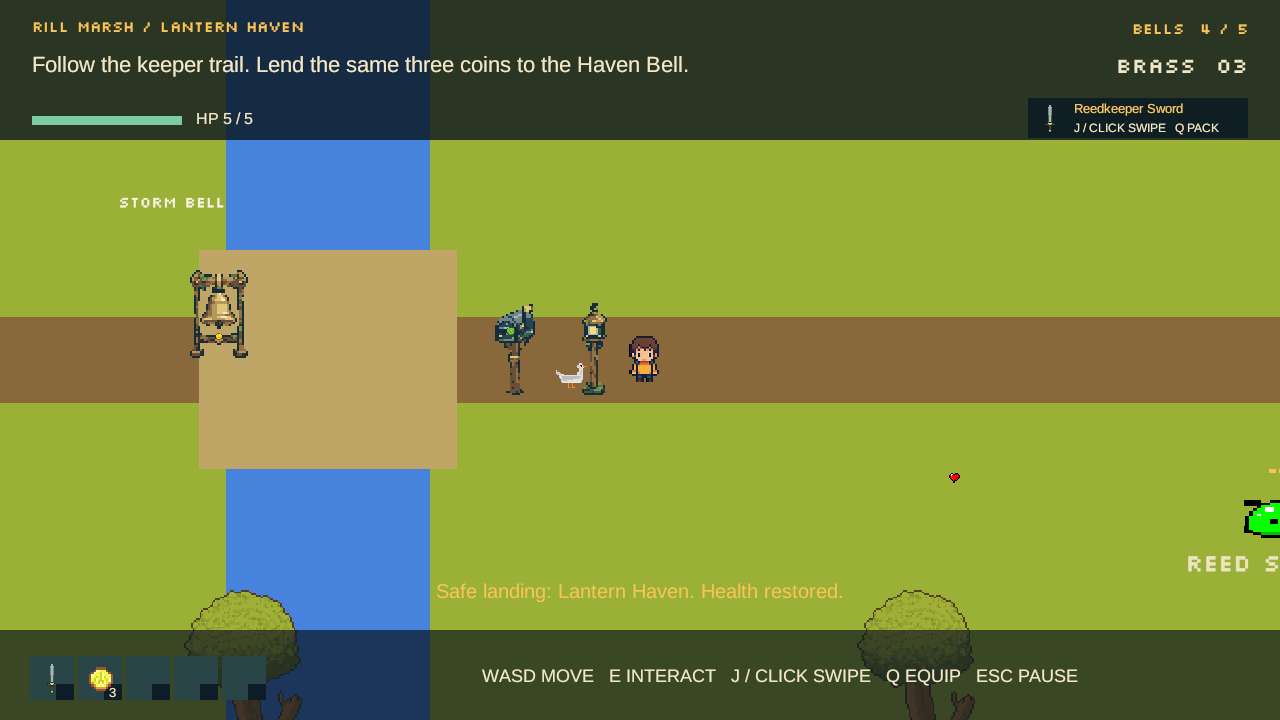 RILL MARSH / LANTERN HAVEN
BELLS 4 / 5
Follow the keeper trail. Lend the same three coins to the Haven Bell.
BRASS 03
HP 5 / 5
Reedkeeper Sword
J / CLICK SWIPE Q PACK
STORM BELL
REED S
Safe landing: Lantern Haven. Health restored.
3
WASD MOVE E INTERACT J / CLICK SWIPE Q EQUIP ESC PAUSE